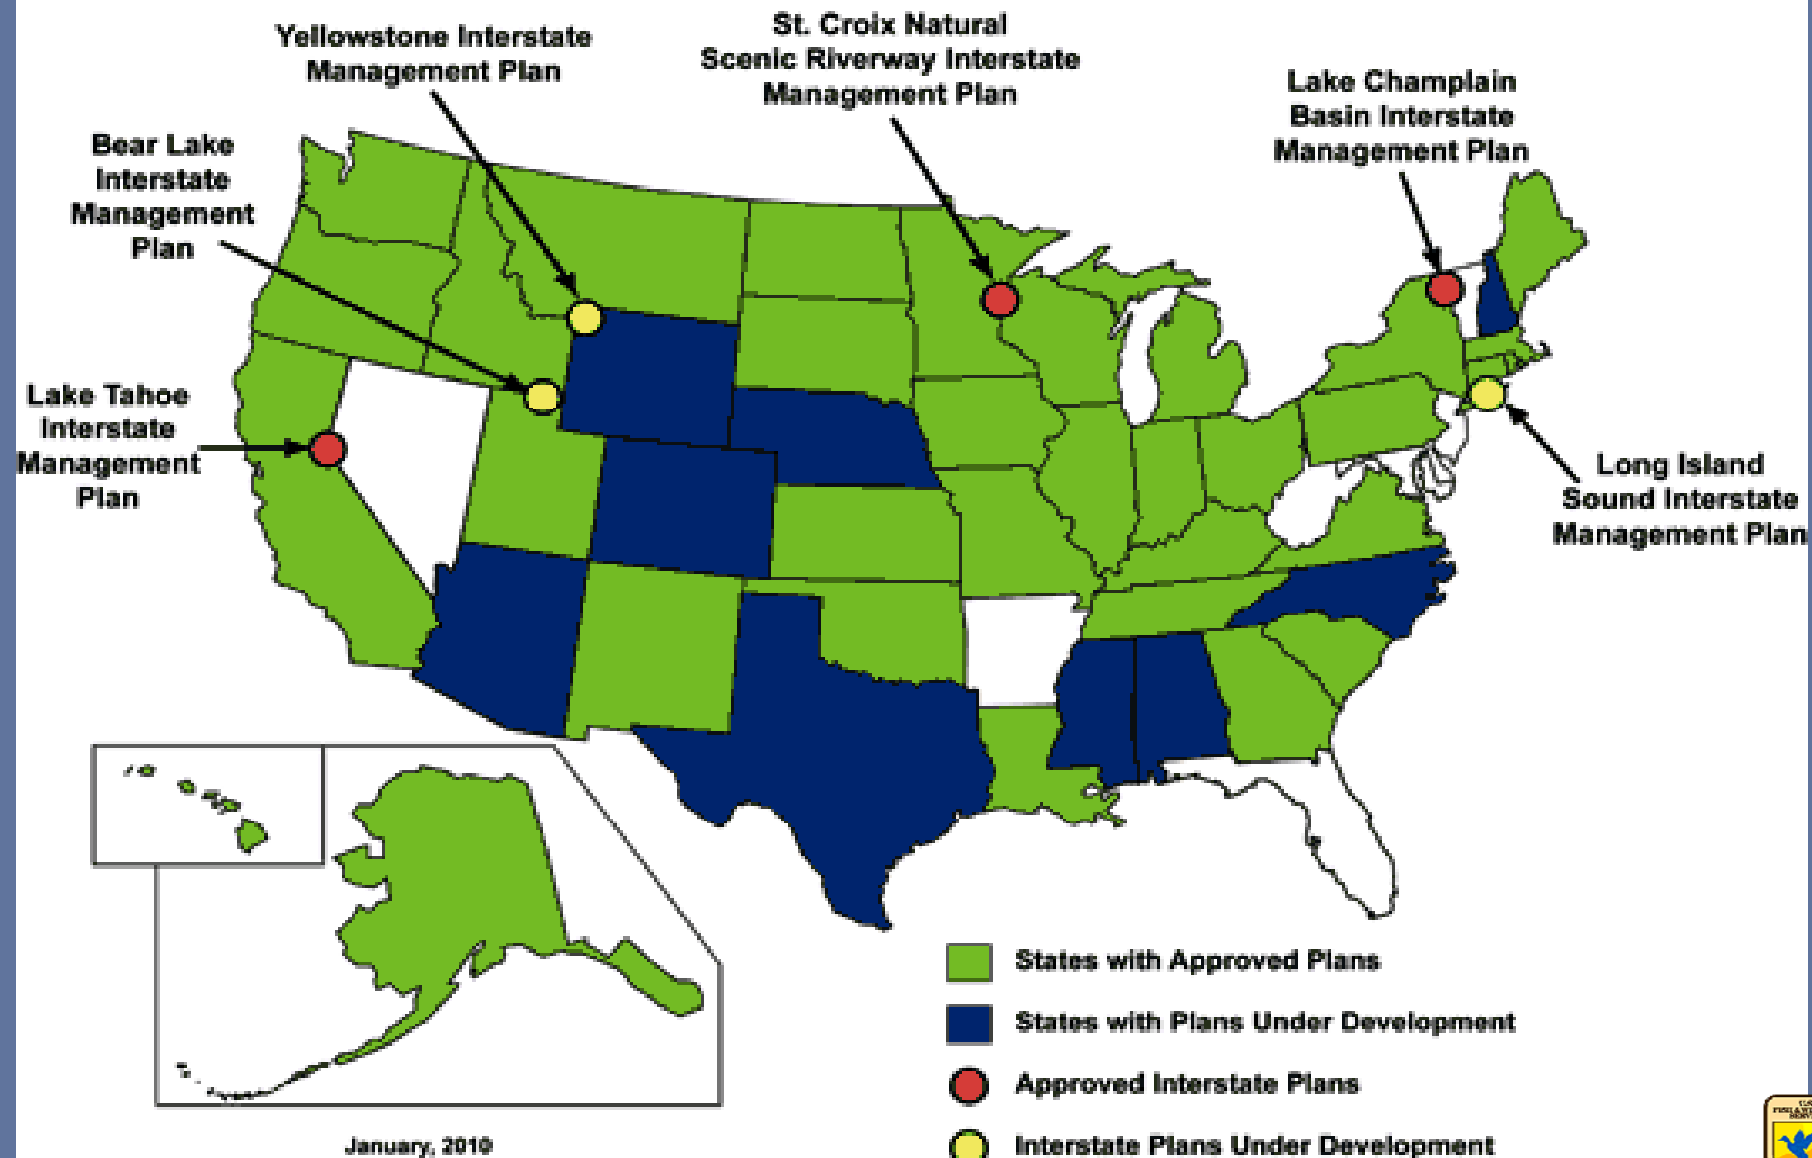 Yellowstone Interstate
Management Plan
St. Croix Natural
Scenic Riverway Interstate
Management Plan
Lake Champlain
Basin Interstate
Management Plan
Bear Lake
Interstate
Management
Plan
Lake Tahoe
Interstate
Management
Plan
Long Island
Sound Interstate
Management Plan
States with Approved Plans
States with Plans Under Development
Approved Interstate Plans
Interstate Plans Under Development
January, 2010